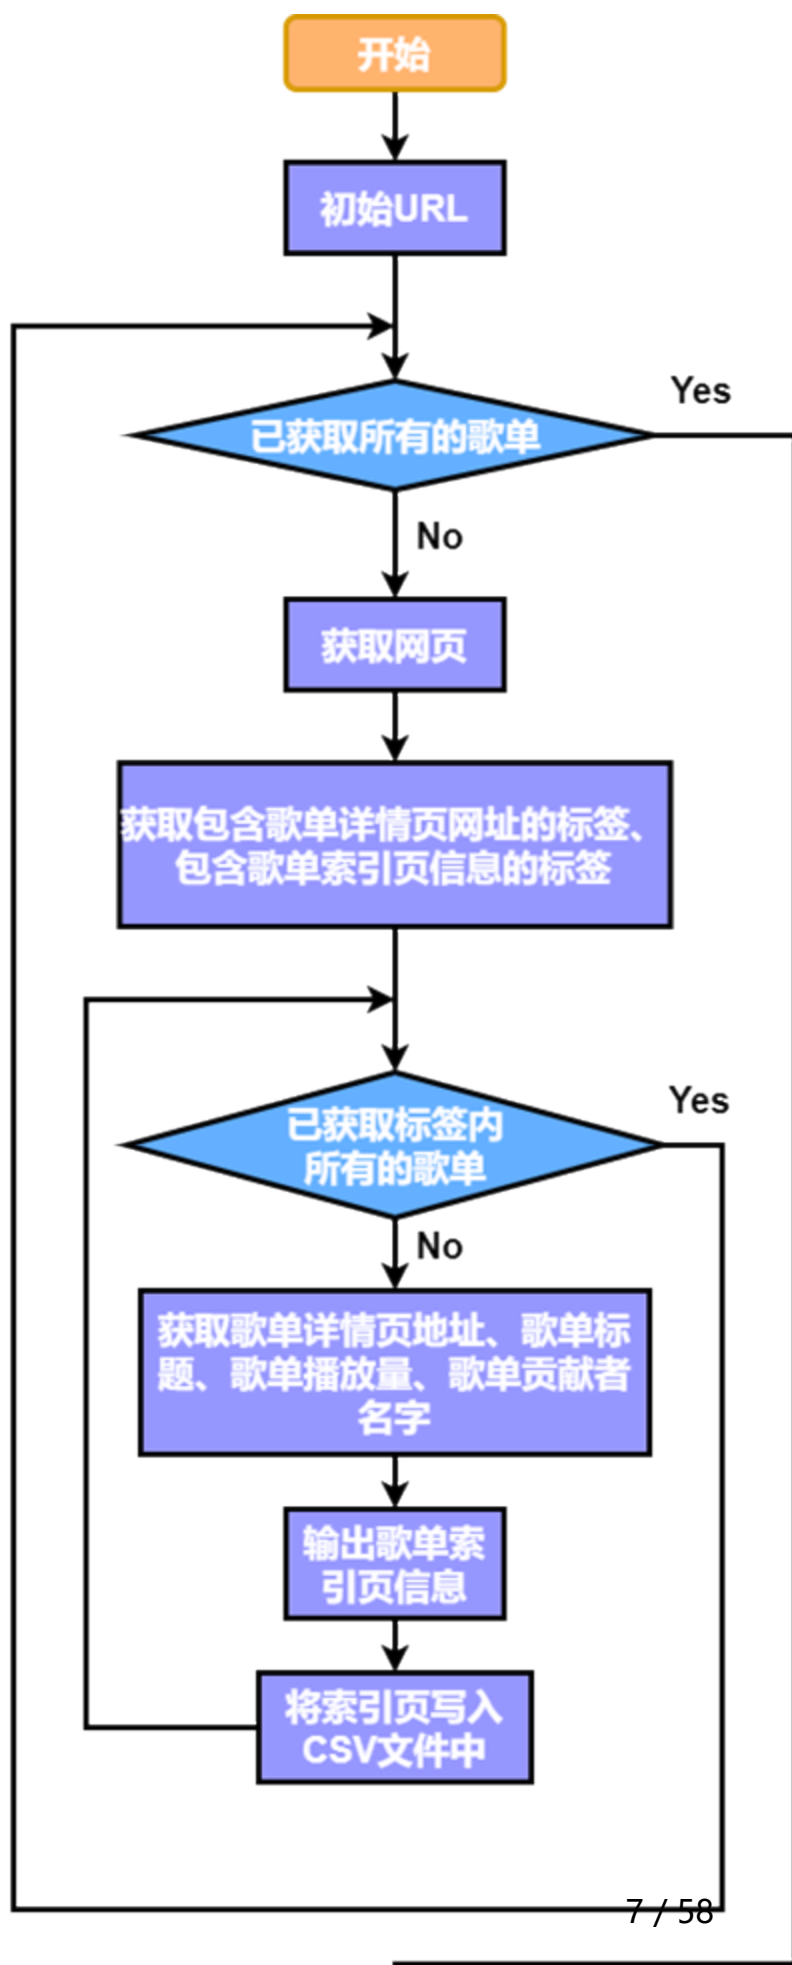 开始
初始URL
Yes
已获取所有的歌单
No
获取网页
获取包含歌单详情页网址的标签、
包含歌单索引页信息的标签
Yes
已获取标签内
所有的歌单
No
获取歌单详情页地址、歌单标
题、歌单播放量、歌单贡献者
名字
输出歌单索
引页信息
将索引页写入
CSV文件中
7 / 58